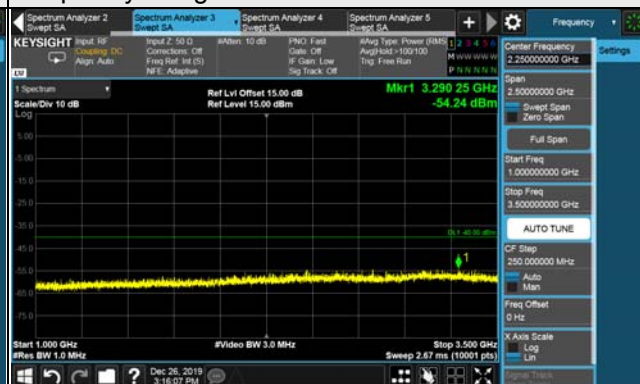 Spectrum Analyzer 2
Swept SA
Spectrum Analyzer 3
Swept SA
Spectrum Analyzer 4
Swept SA
Spectrum Analyzer 5
Swept SA
+
Frequency
KEYSIGHT
Input: RF
Coupling: DC
Align: Auto
Input Z: 50 Ω
Corrections: Off
Freq Ref: Int (S)
NFE: Adaptive
#Atten: 10 dB
PNO: Fast
Gate: Off
IF Gain: Low
Sig Track: Off
#Avg Type: Power (RMS
Avg|Hold:>100/100
Trig: Free Run
1 2 3 4 5 6
M W W W W W
P N N N N N
LXI
1 Spectrum
Scale/Div 10 dB
Log
Ref Lvl Offset 15.00 dB
Ref Level 15.00 dBm
Mkr1 3.290 25 GHz
-54.24 dBm
5.00
-5.00
-15.0
-25.0
-35.0
-45.0
-55.0
-65.0
-75.0
DL1 -40.00 dBm
1
Start 1.000 GHz
#Res BW 1.0 MHz
#Video BW 3.0 MHz
Stop 3.500 GHz
Sweep 2.67 ms (10001 pts)
Center Frequency
2.250000000 GHz
Settings
Span
2.50000000 GHz
Swept Span
Zero Span
Full Span
Start Freq
1.000000000 GHz
Stop Freq
3.500000000 GHz
AUTO TUNE
CF Step
250.000000 MHz
Auto
Man
Freq Offset
0 Hz
X Axis Scale
Log
Lin
Signal Track
?
Dec 26, 2019
3:16:07 PM